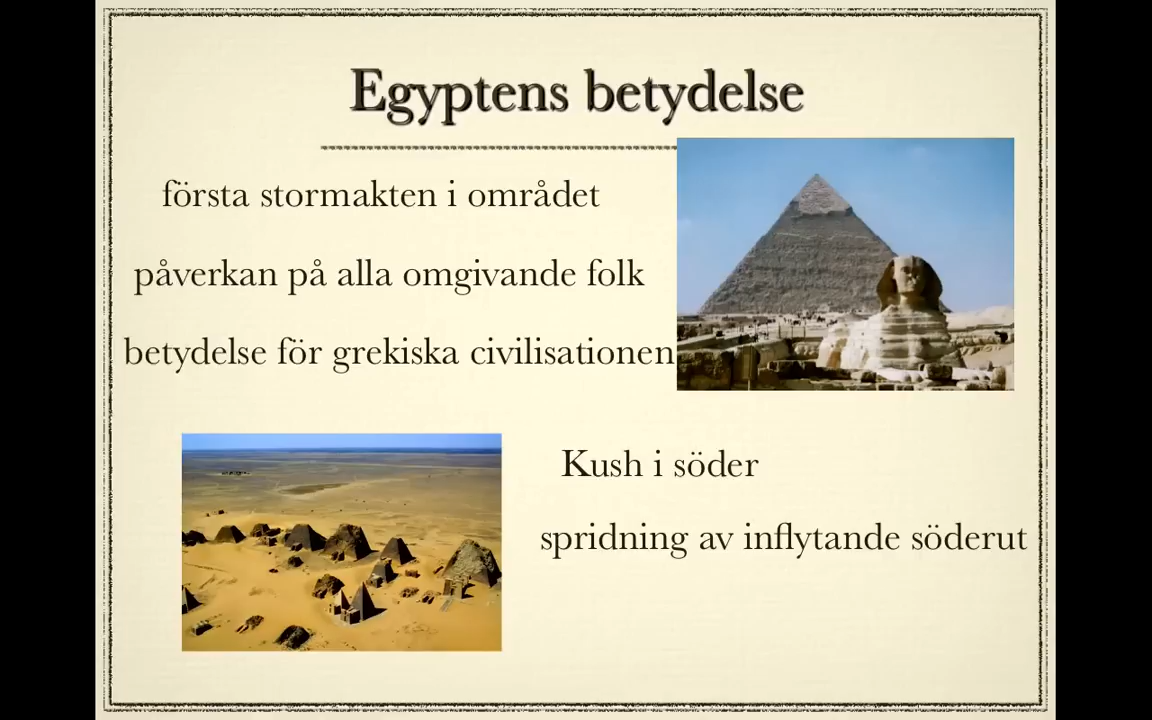 Egyptens betydelse
första stormakten i området
påverkan på alla omgivande folk
betydelse för grekiska civilisationen
Kush i söder
spridning av inflytande söderut